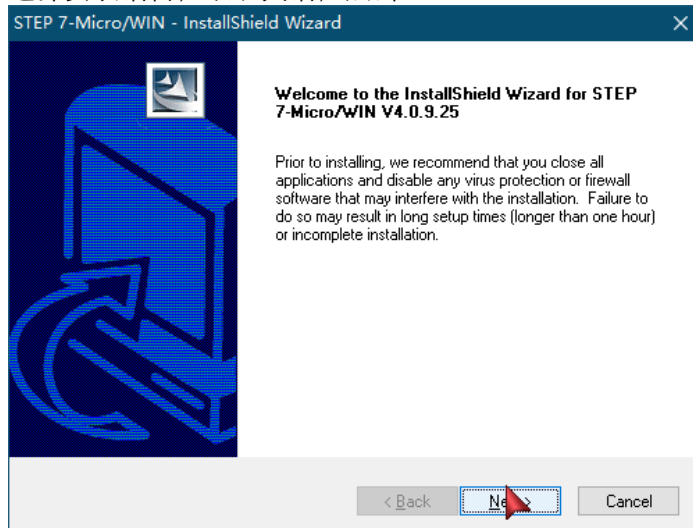 STEP 7-Micro/WIN - InstallShield Wizard
Welcome to the InstallShield Wizard for STEP
7-Micro/WIN V4.0.9.25
Prior to installing, we recommend that you close all
applications and disable any virus protection or firewall
software that may interfere with the installation. Failure to
do so may result in long setup times (longer than one hour)
or incomplete installation.
< Back
Cancel